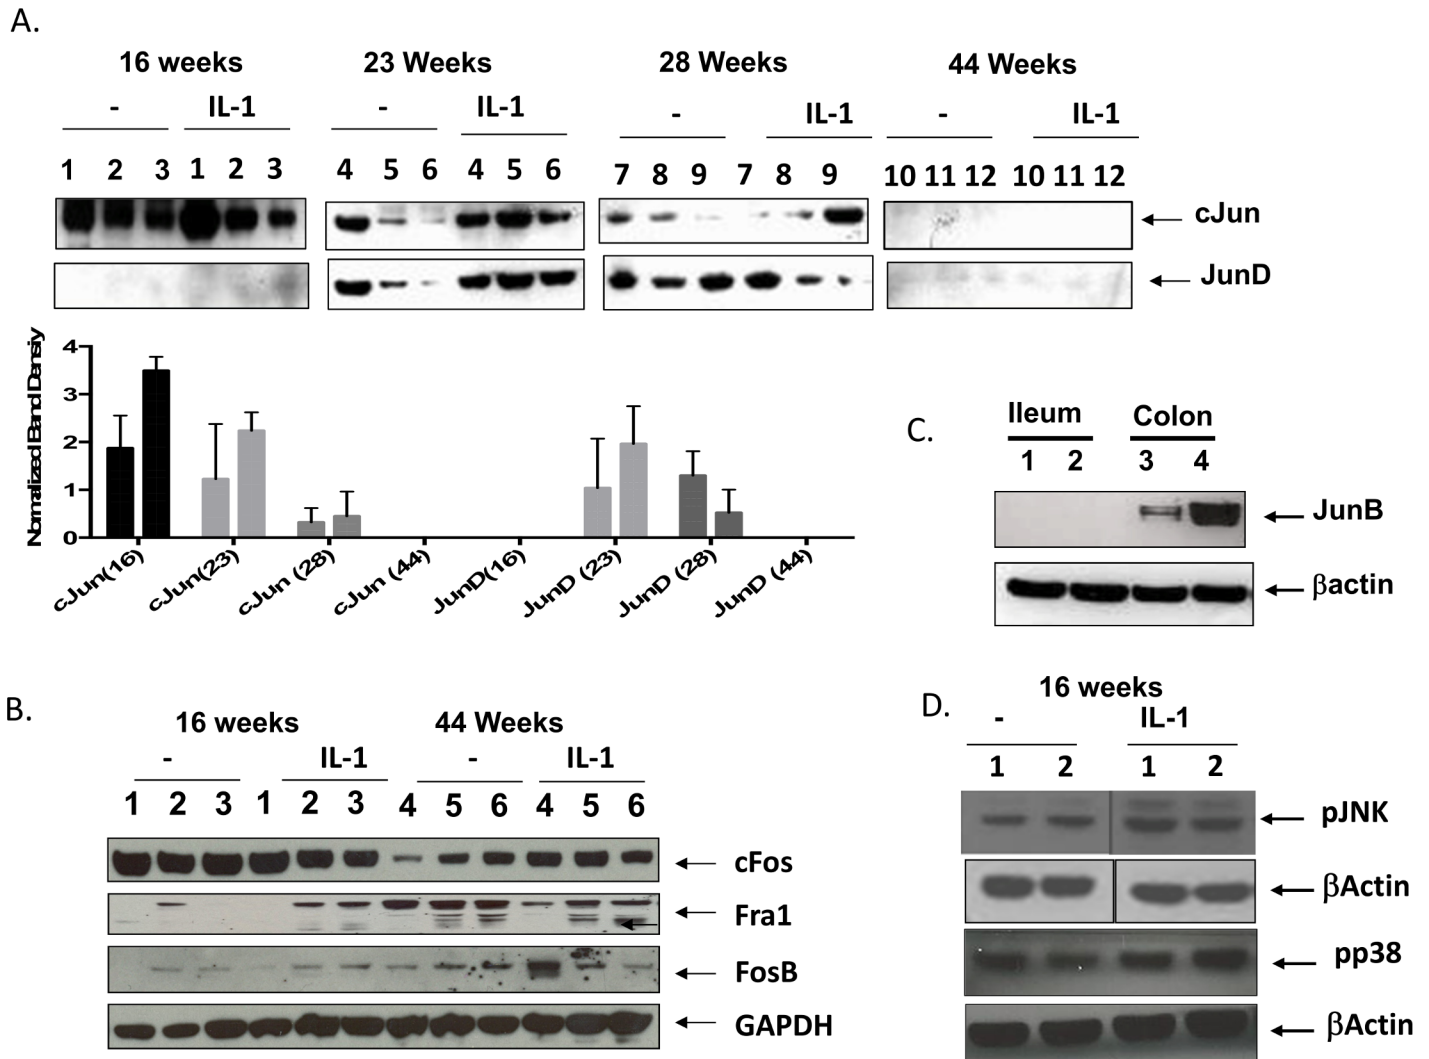 A.
16 weeks 23 Weeks 28 Weeks 44 Weeks
- IL-1 - IL-1 - IL-1 - IL-1
1 2 3 1 2 3 4 5 6 4 5 6 7 8 9 7 8 9 10 11 12 10 11 12
cJun
JunD
Normalized Band Densiy
4
3
2
1
0
cJun(16) cJun(23) cJun (28) cJun (44) JunD(16) JunD (23) JunD (28) JunD (44)
C.
Ileum Colon
1 2 3 4
JunB
βactin
B.
16 weeks 44 Weeks
- IL-1 - IL-1
1 2 3 1 2 3 4 5 6 4 5 6
cFos
Fra1
FosB
GAPDH
D.
16 weeks
- IL-1
1 2 1 2
pJNK
βActin
pp38
βActin